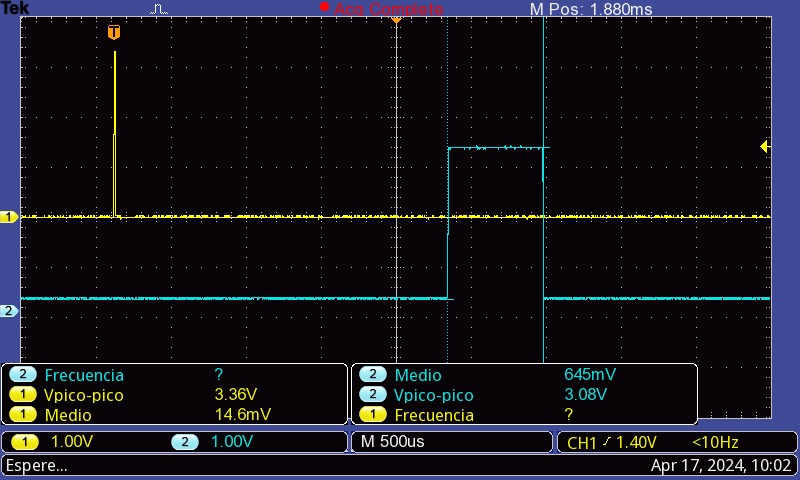 Tek Acq Complete M Pos: 1.880ms
T
1
2
2 Frecuencia ? 2 Medio 645mV
1 Vpico-pico 3.36V 2 Vpico-pico 3.08V
1 Medio 14.6mV 1 Frecuencia ?
1 1.00V 2 1.00V M 500us CH1 1.40V <10Hz
Espere... Apr 17, 2024, 10:02